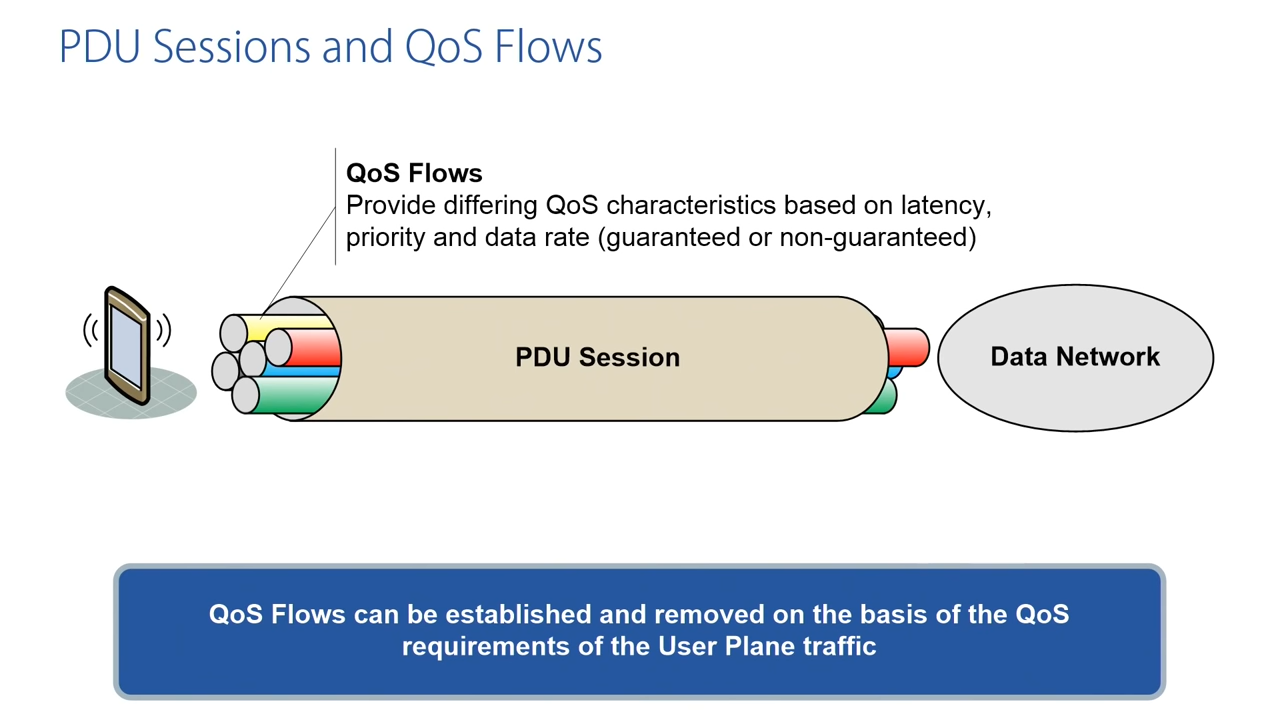 PDU Sessions and QoS Flows
QoS Flows
Provide differing QoS characteristics based on latency,
priority and data rate (guaranteed or non-guaranteed)
PDU Session
Data Network
QoS Flows can be established and removed on the basis of the QoS
requirements of the User Plane traffic